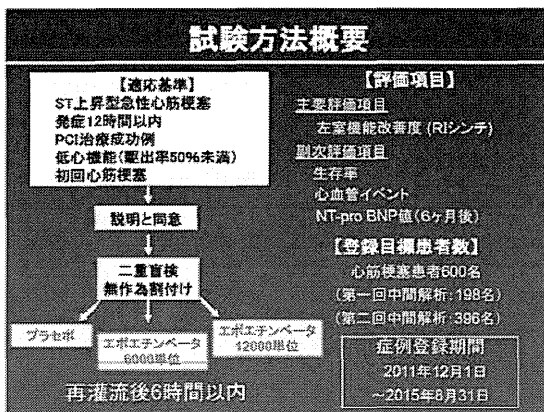 試験方法概要
【適応基準】
ST上昇型急性心筋梗塞
発症12時間以内
PCI治療成功例
低心機能(駆出率50%未満)
初回心筋梗塞
説明と同意
二重盲検
無作為割付け
プラセボ
エポエチンベータ
6000単位
エポエチンベータ
12000単位
再灌流後6時間以内
【評価項目】
主要評価項目
左室機能改善度 (RIシンチ)
副次評価項目
生存率
心血管イベント
NT-pro BNP値(6ヶ月後)
【登録目標患者数】
心筋梗塞患者600名
(第一回中間解析:198名)
(第二回中間解析:396名)
症例登録期間
2011年12月1日
~2015年8月31日